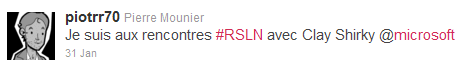 piotrr70 Pierre Mounier
Je suis aux rencontres #RSLN avec Clay Shirky @microsoft
31 Jan